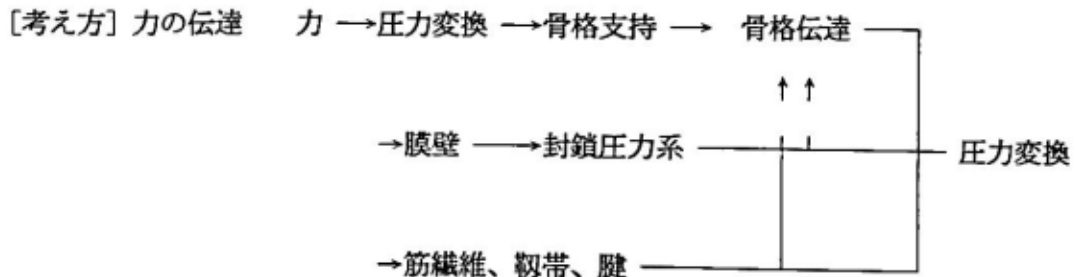 [考え方] 力の伝達 力 →圧力変換 →骨格支持 → 骨格伝達
↑ ↑
→膜壁 →封鎖圧力系 圧力変換
→筋繊維、靱帯、腱